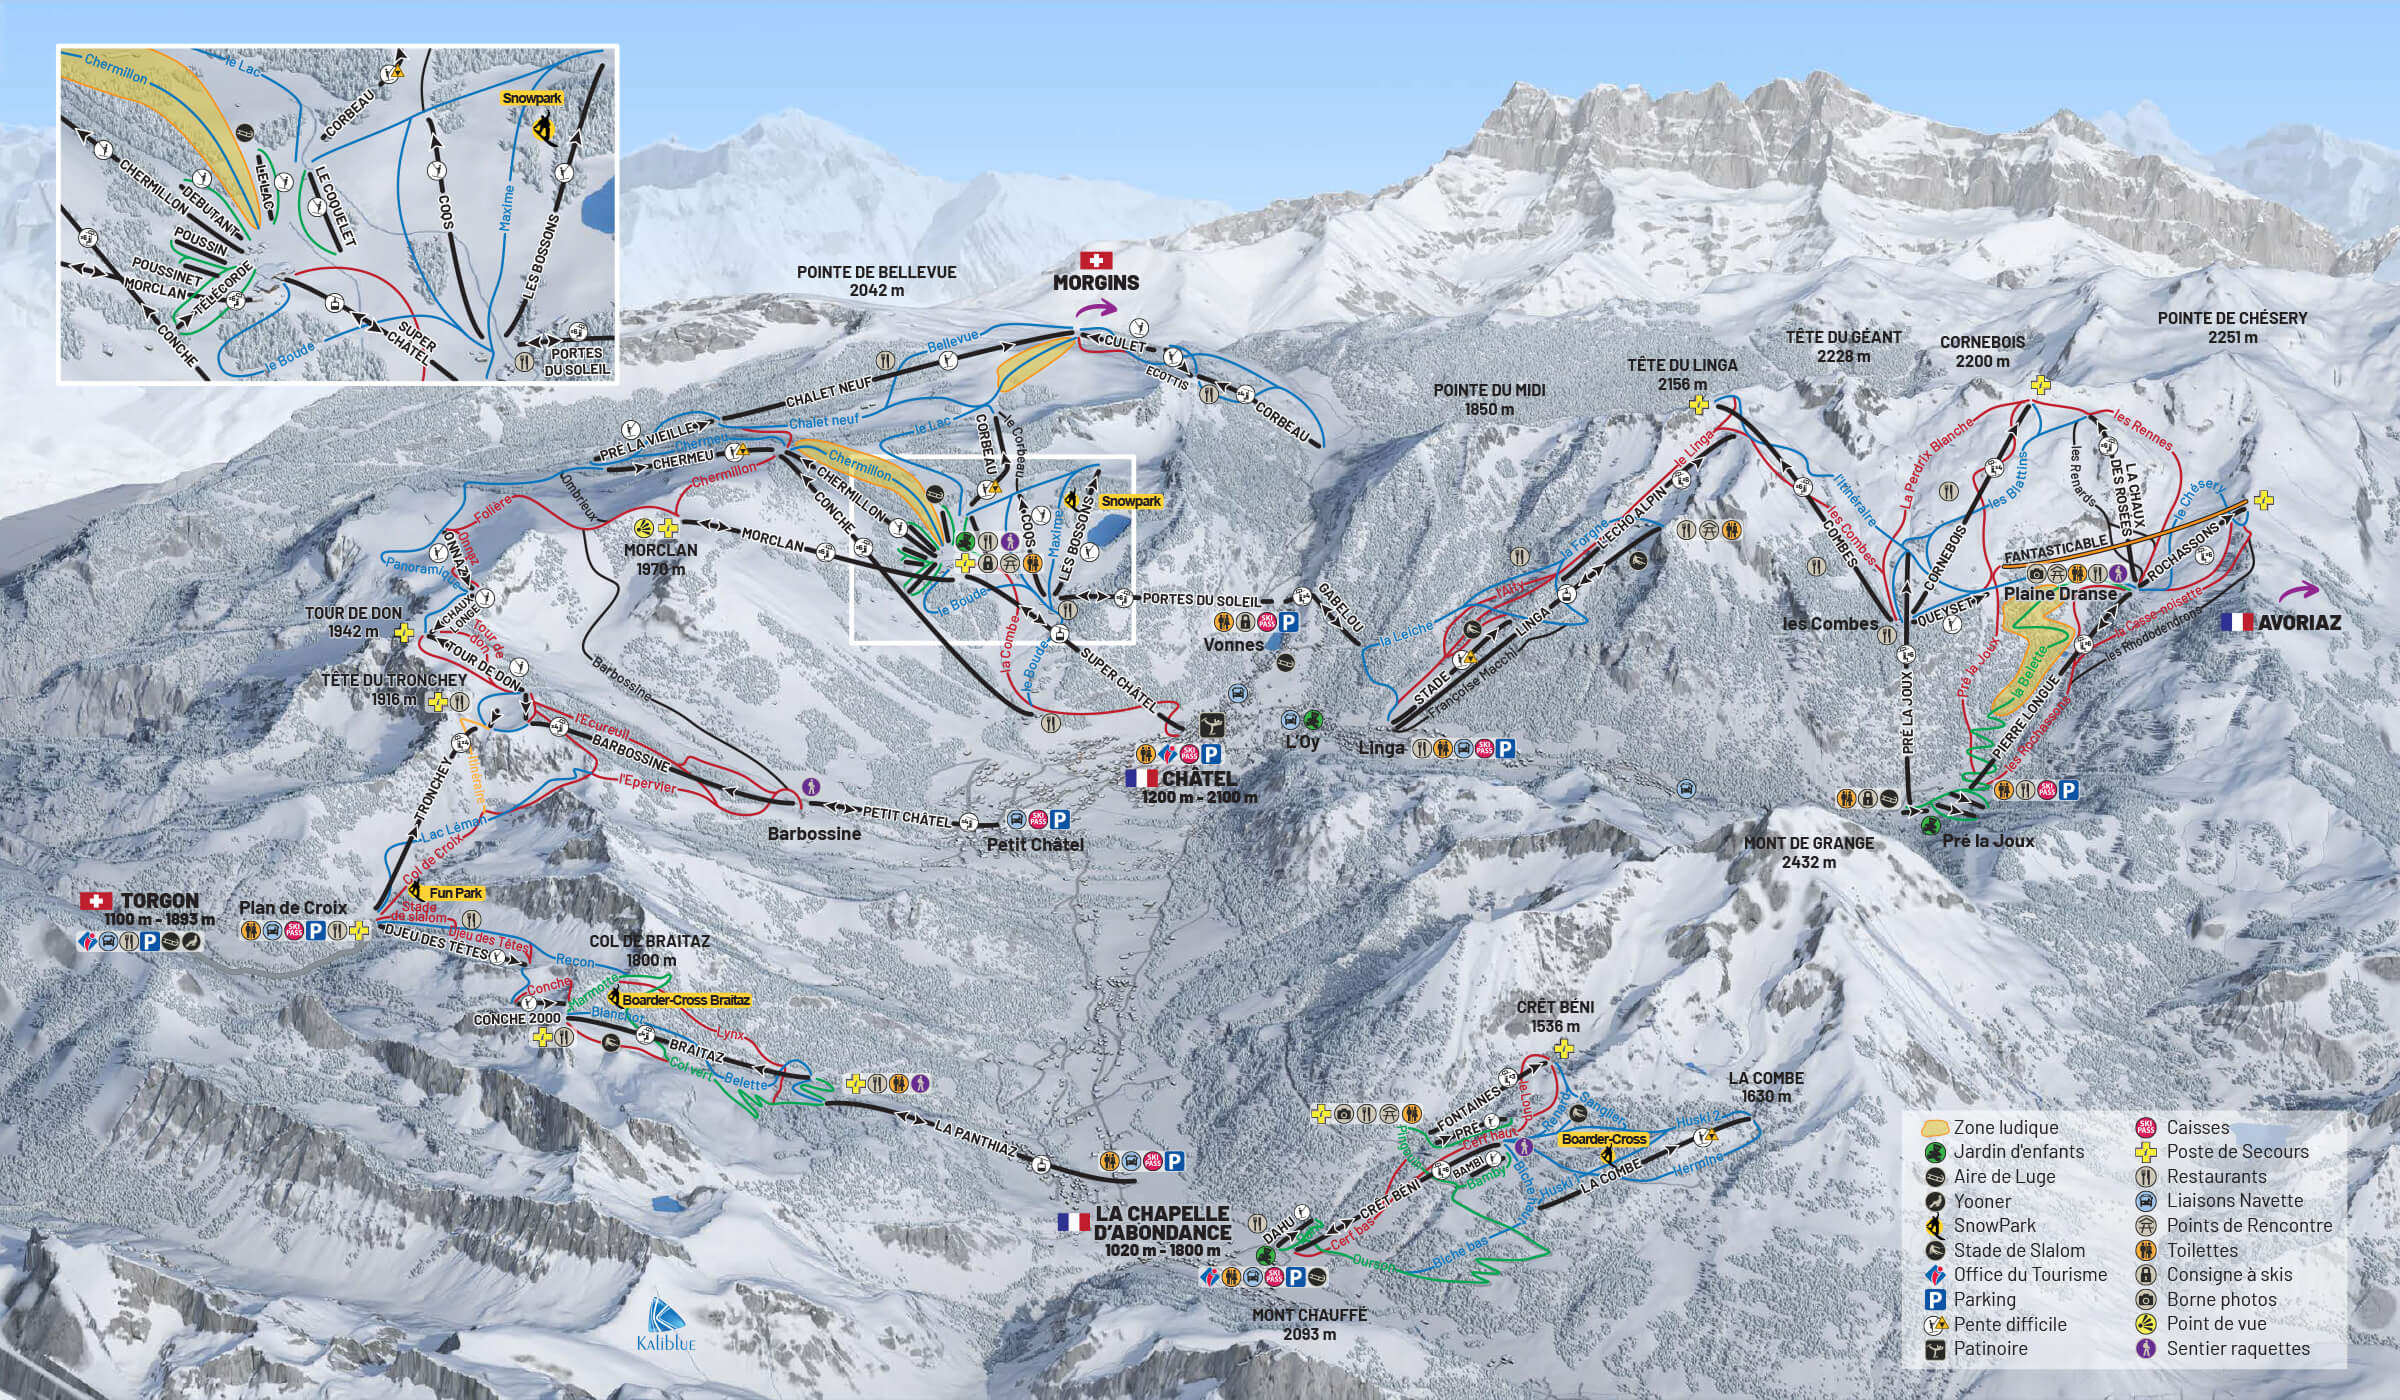 Chermillon
le Lac
CORBEAU
Snowpark
CHERMILLON
DEBUTANT
LE LAC
LE COQUELET
COOS
Maxime
LES BOSSONS
POUSSIN
POUSSINET
MORCLAN
TÉLÉCORDE
CONCHE
le Boude
SUPER
CHÂTEL
PORTES
DU SOLEIL
POINTE DE BELLEVUE
2042 m
MORGINS
Bellevue
CULET
ECOTTIS
CORBEAU
CHALET NEUF
Chalet neuf
PRÉ LA VIEILLE
Chermeu
CHERMEU
Chermillon
Chermillon
CHERMILLON
le Lac
CORBEAU
le Corbeau
Snowpark
COOS
Maxime
LES BOSSONS
CONCHE
Foliere
Ombrieux
MORCLAN
1970 m
MORCLAN
ONNAZ
Onnaz
Panoramique
CHAUX
LONGE
TOUR DE DON
1942 m
Tour de
don
TOUR DE DON
TÊTE DU TRONCHEY
1916 m
Barbossine
le Boude
la Combe
le Boude
SUPER CHÂTEL
PORTES DU SOLEIL
GABELOU
Vonnes
l'Ecureuil
BARBOSSINE
l'Epervier
Itinéraire
TRONCHEY
Lac Léman
Col de Croix
Barbossine
PETIT CHÂTEL
Petit Châtel
CHÂTEL
1200 m - 2100 m
L'Oy
Linga
POINTE DU MIDI
1850 m
TÊTE DU LINGA
2156 m
TÊTE DU GÉANT
2228 m
CORNEBOIS
2200 m
POINTE DE CHÉSERY
2251 m
le Linga
L'ECHO ALPIN
la Forghe
l'Aity
la Leiche
LINGA
STADE
Françoise Macchi
l'Itinéraire
les Combes
COMBES
La Perdrix Blanche
CORNEBOIS
les Blattins
les Renards
les Rennes
LA CHAUX
DES ROSÉES
le Chésery
FANTASTICABLE
ROCHASSONS
Plaine Dranse
les Combes
QUEYSET
la Casse-noisette
les Rhododendrons
AVORIAZ
Pré la Joux
la Belette
PRÉ LA JOUX
PIERRE LONGUE
les Rochassons
Pré la Joux
MONT DE GRANGE
2432 m
TORGON
1100 m - 1893 m
Plan de Croix
Fun Park
Stade
de slalom
Djeu des Têtes
DJEU DES TÊTES
Recon
COL DE BRAITAZ
1800 m
Conche
Marmotte
Boarder-Cross Braitaz
CONCHE 2000
Blanchot
Lynx
BRAITAZ
Col vert
Belette
LA PANTHIAZ
LA CHAPELLE
D'ABONDANCE
1020 m - 1800 m
CRÊT BÉNI
1536 m
LA COMBE
1630 m
FONTAINES
PRÉ
le Loup
Sanglier
Renard
Huski 2
Pingouin
Cerf haut
Boarder-Cross
BAMBI
Bamby
Biche haut
Huski 1
LA COMBE
Hermine
CRÊT BÉNI
DAHU
Cerf bas
Ourson
Biche bas
MONT CHAUFFÉ
2093 m
KALIBLUE
Zone ludique
Jardin d'enfants
Aire de Luge
Yooner
SnowPark
Stade de Slalom
Office du Tourisme
Parking
Pente difficile
Patinoire
Caisses
Poste de Secours
Restaurants
Liaisons Navette
Points de Rencontre
Toilettes
Consigne à skis
Borne photos
Point de vue
Sentier raquettes